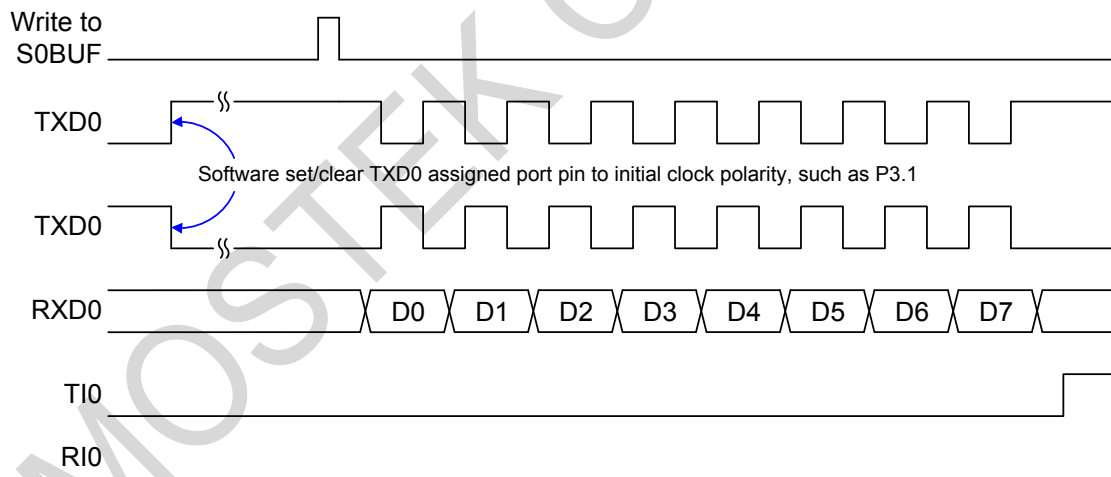 Write to
S0BUF
TXD0
Software set/clear TXD0 assigned port pin to initial clock polarity, such as P3.1
TXD0
RXD0 D0 D1 D2 D3 D4 D5 D6 D7
TI0
RI0
MOSTEK